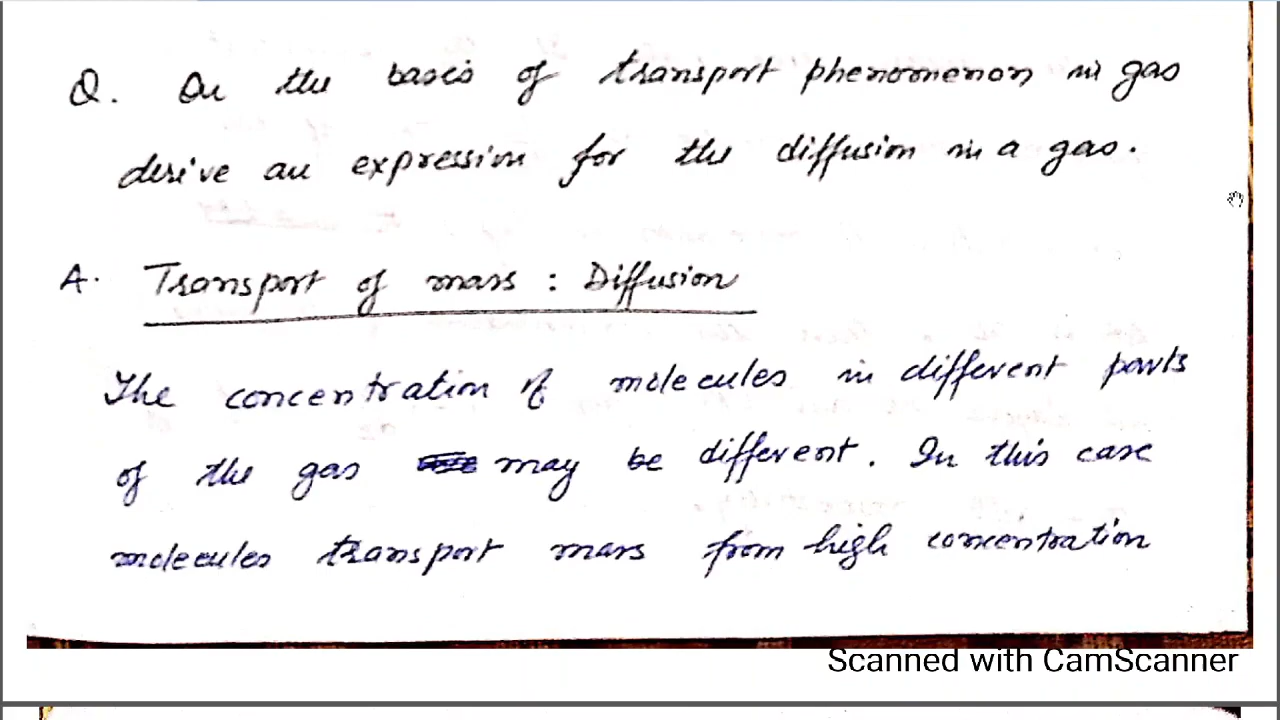 Q. On the basis of transport phenomenon in gas
derive an expression for the diffusion in a gas.
A. Transport of mass : Diffusion
The concentration of molecules in different parts
of the gas may be different. In this case
molecules transport mass from high concentration
Scanned with CamScanner